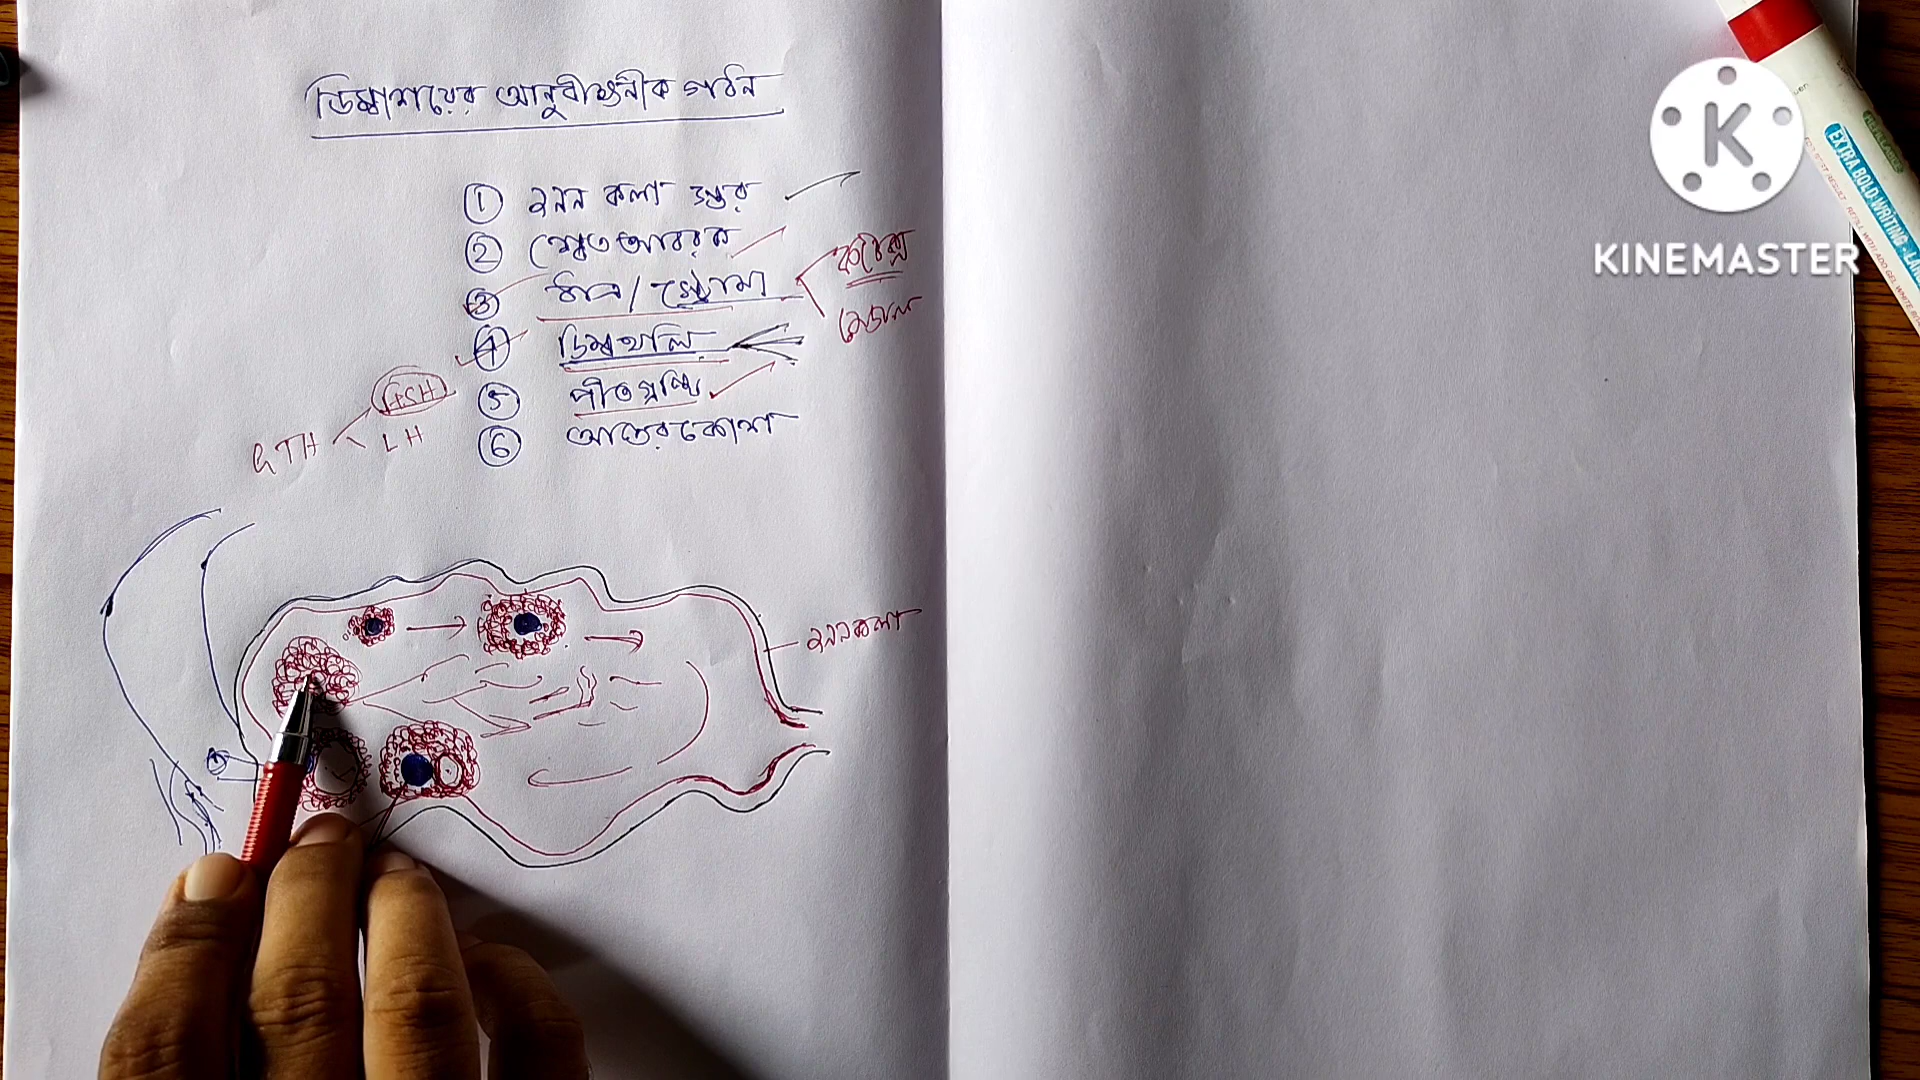 ডিম্বাশয়ের আনুবীক্ষনীক গঠন
① জনন কলা স্তর
② শ্বেত আবরক
③ ধাত্র / স্ট্রোমা
কর্টেক্স
মেডালা
④ ডিম্বথলি
⑤ পীতগ্রন্থি
⑥ আন্তরকোশ
GTH
FSH
LH
জননকলা
K
KINEMASTER
EXTRA BOLD WRITING